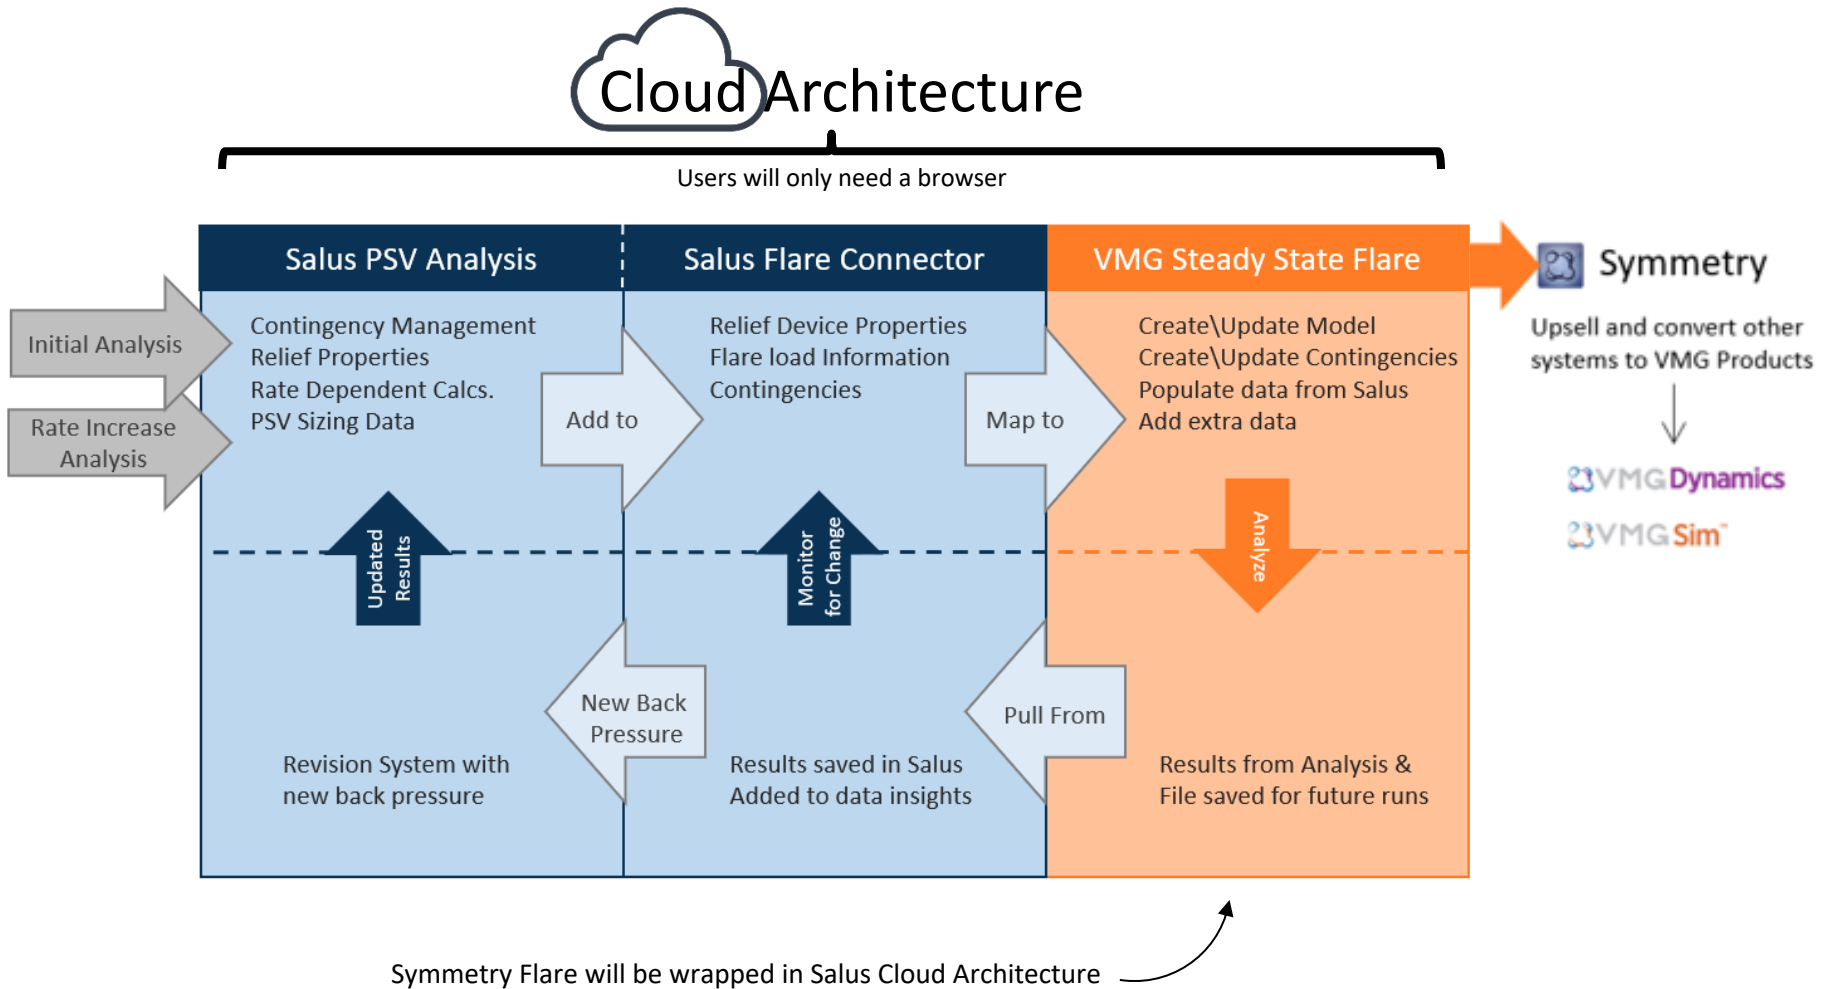 Cloud Architecture
Users will only need a browser
Salus PSV Analysis
Salus Flare Connector
VMG Steady State Flare
Symmetry
Initial Analysis
Rate Increase
Analysis
Contingency Management
Relief Properties
Rate Dependent Calcs.
PSV Sizing Data
Add to
Relief Device Properties
Flare load Information
Contingencies
Map to
Create\Update Model
Create\Update Contingencies
Populate data from Salus
Add extra data
Upsell and convert other
systems to VMG Products
VMG Dynamics
VMG Sim™
Updated
Results
Monitor
for Change
Analyze
New Back
Pressure
Pull From
Revision System with
new back pressure
Results saved in Salus
Added to data insights
Results from Analysis &
File saved for future runs
Symmetry Flare will be wrapped in Salus Cloud Architecture